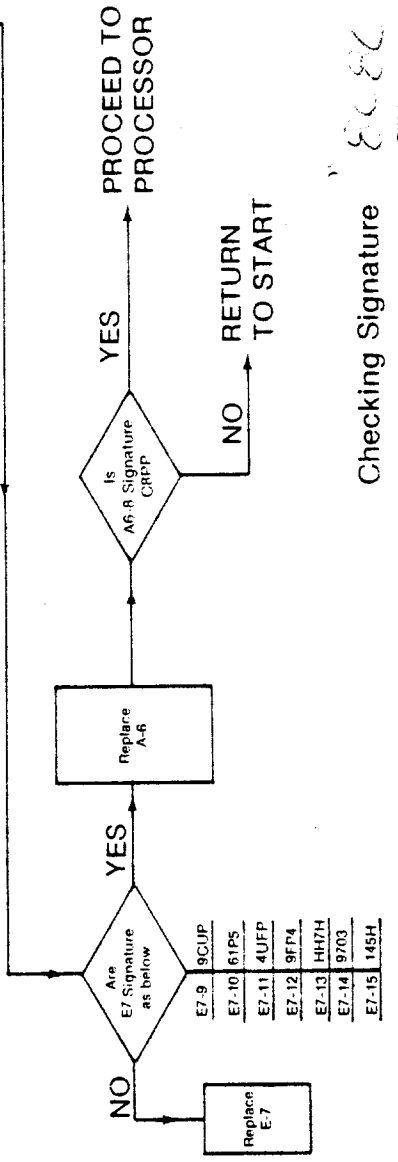 Are
E7 Signature
as below
NO
Replace
E-7
E7-9 9CUP
E7-10 61P5
E7-11 4UFP
E7-12 9FP4
E7-13 HH7H
E7-14 9703
E7-15 145H
YES
Replace
A-6
Is
A6-8 Signature
C8PP
YES
PROCEED TO
PROCESSOR
NO
RETURN
TO START
Checking Signature